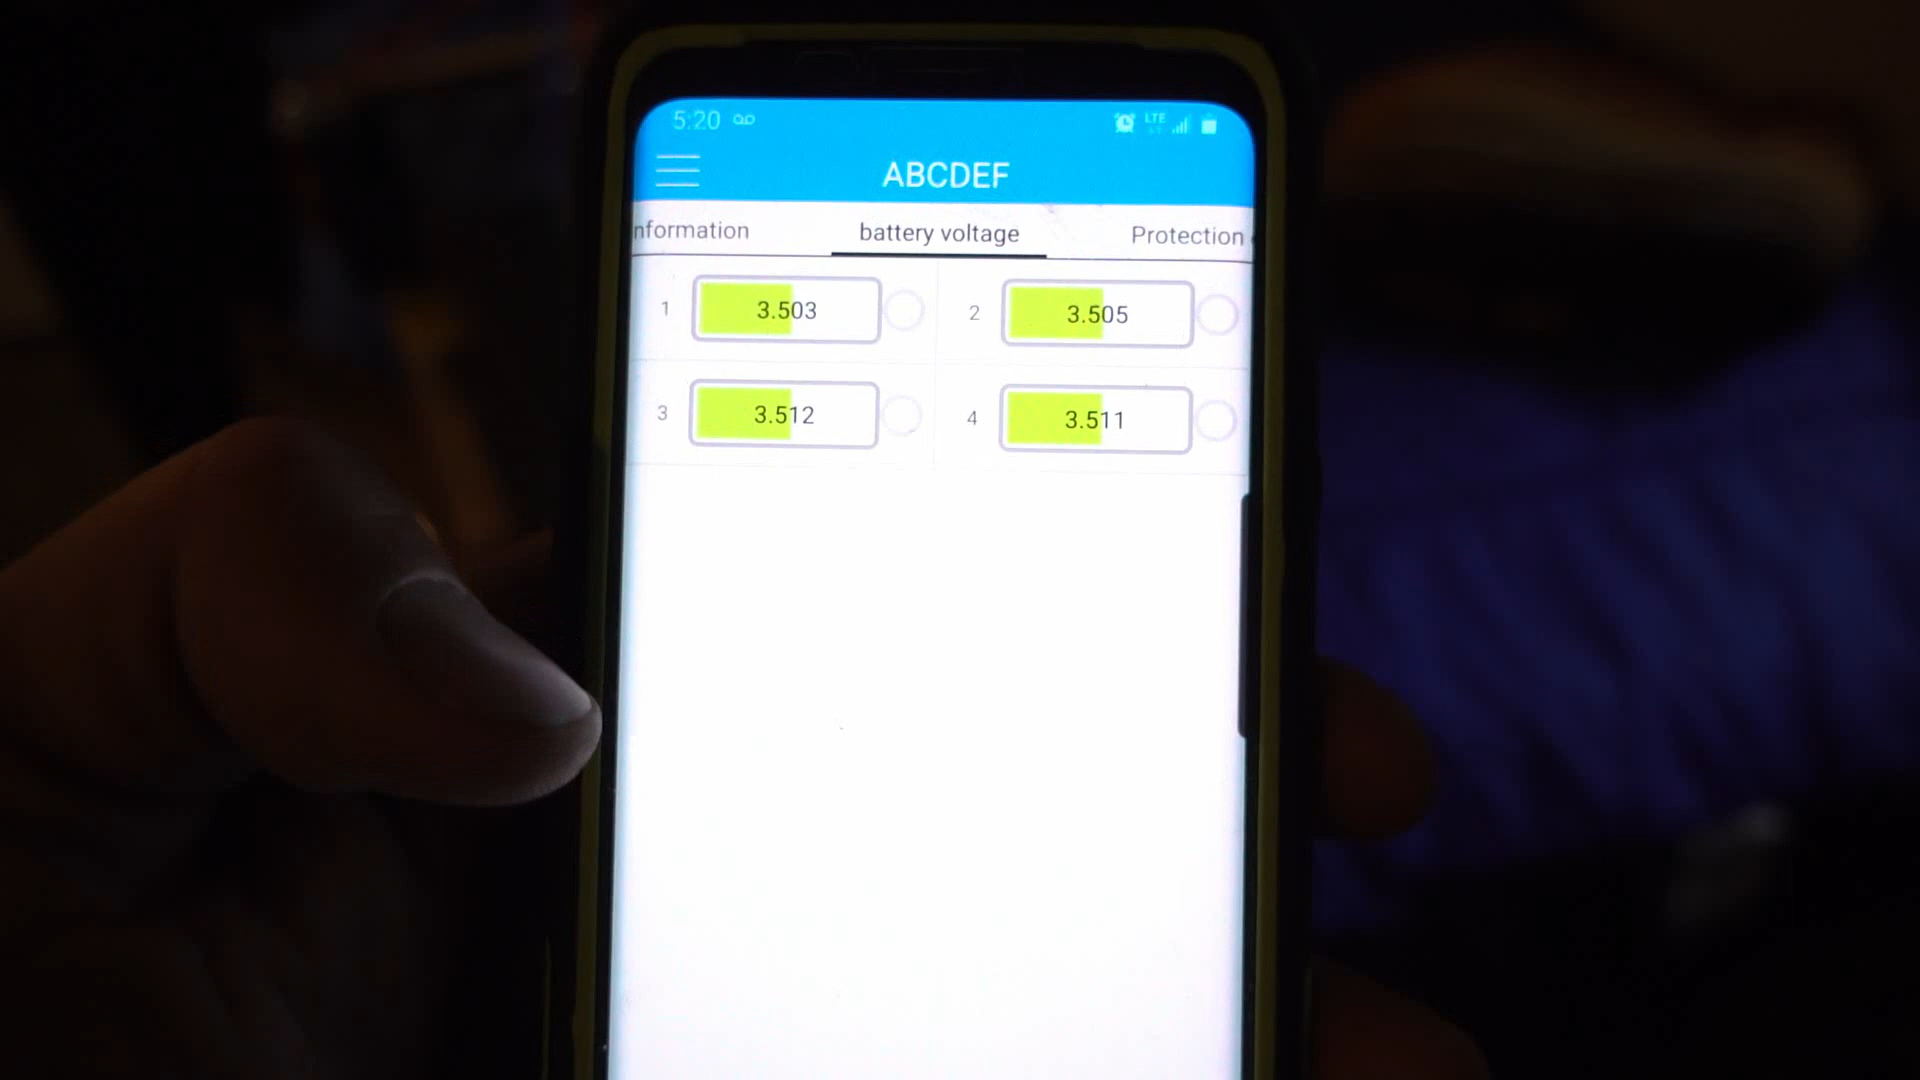 5:20 LTE
ABCDEF
nformation battery voltage Protection
1 3.503 2 3.505
3 3.512 4 3.511